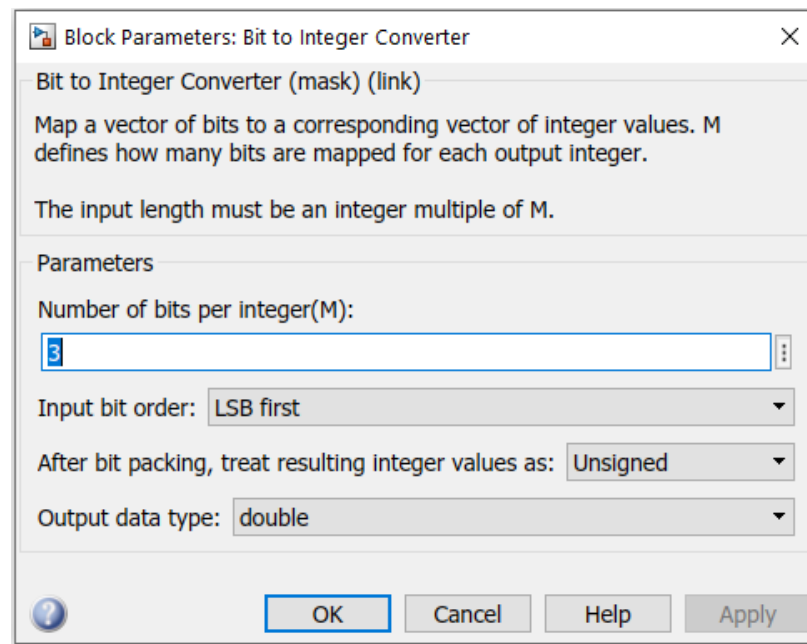 Block Parameters: Bit to Integer Converter
Bit to Integer Converter (mask) (link)
Map a vector of bits to a corresponding vector of integer values. M
defines how many bits are mapped for each output integer.
The input length must be an integer multiple of M.
Parameters
Number of bits per integer(M):
3
Input bit order: LSB first
After bit packing, treat resulting integer values as: Unsigned
Output data type: double
? OK Cancel Help Apply